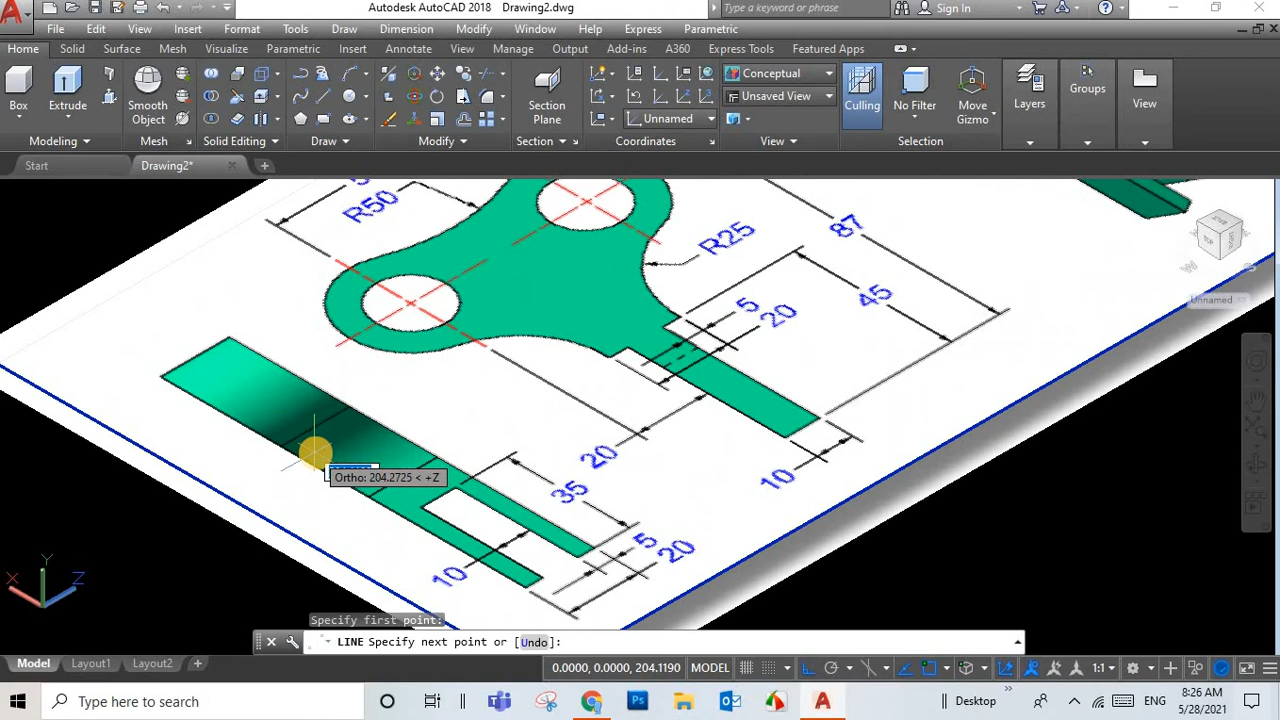 Autodesk AutoCAD 2018 Drawing2.dwg
Type a keyword or phrase
Sign In
File Edit View Insert Format Tools Draw Dimension Modify Window Help Express Parametric
Home Solid Surface Mesh Visualize Parametric Insert Annotate View Manage Output Add-ins A360 Express Tools Featured Apps
Box
Extrude
Smooth
Object
Section
Plane
Unnamed
Conceptual
Unsaved View
Culling
No Filter
Move
Gizmo
Layers
Groups
View
Modeling Mesh Solid Editing Draw Modify Section Coordinates View Selection
Start
Drawing2*
R50
R25
87
45
5
20
20
10
35
5
20
10
TOP
W
Unnamed
Ortho: 204.2725 < +Z
Y
X
Z
Specify first point:
LINE Specify next point or [Undo]:
Model Layout1 Layout2
0.0000, 0.0000, 204.1190 MODEL
1:1
Type here to search
Desktop
ENG
8:26 AM
5/28/2021